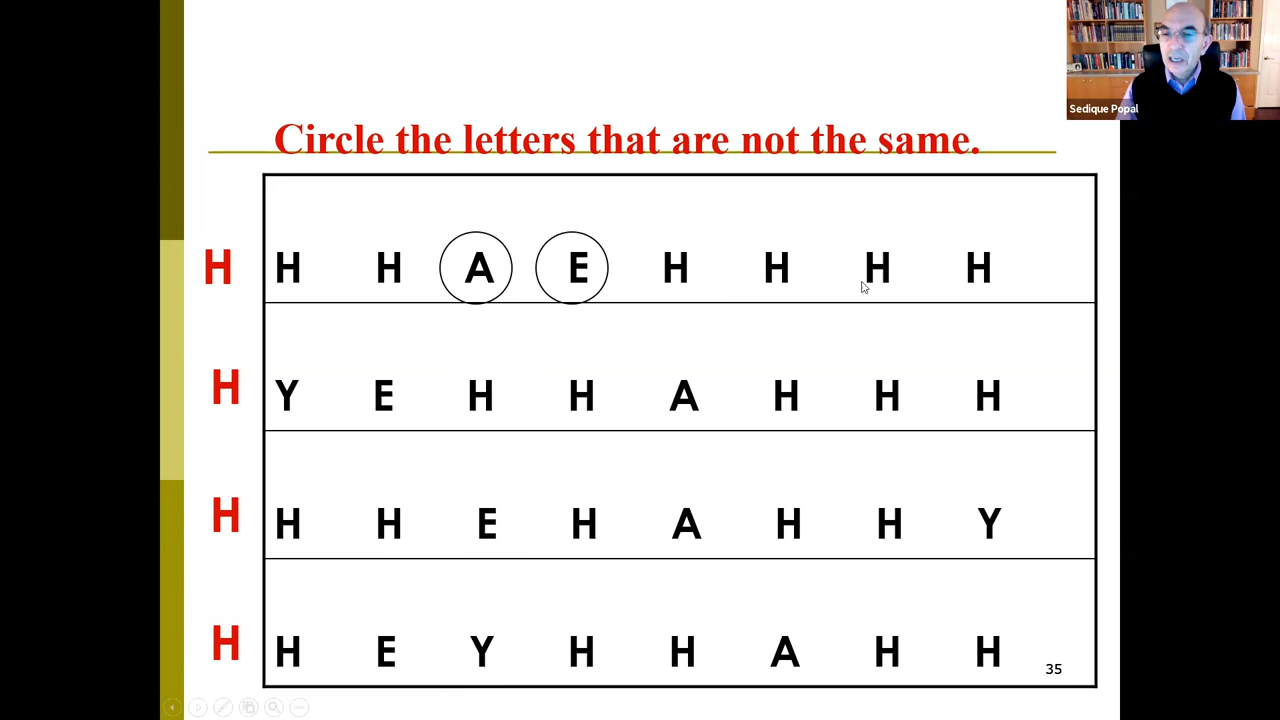 Sedique Popal
Circle the letters that are not the same.
H H H A E H H H H
H Y E H H A H H H
H H H E H A H H Y
H H E Y H H A H H
35